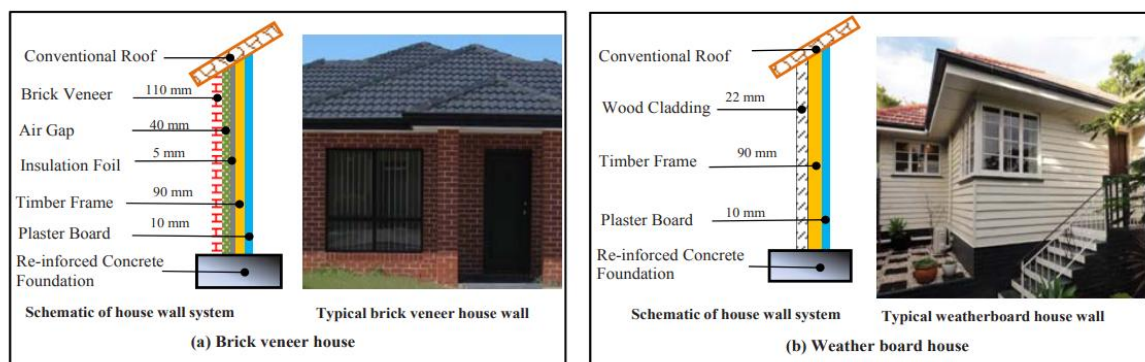 Conventional Roof
Brick Veneer
110 mm
Air Gap
40 mm
Insulation Foil
5 mm
Timber Frame
90 mm
Plaster Board
10 mm
Re-inforced Concrete
Foundation
Schematic of house wall system
Typical brick veneer house wall
(a) Brick veneer house
Conventional Roof
Wood Cladding
22 mm
Timber Frame
90 mm
Plaster Board
10 mm
Re-inforced Concrete
Foundation
Schematic of house wall system
Typical weatherboard house wall
(b) Weather board house